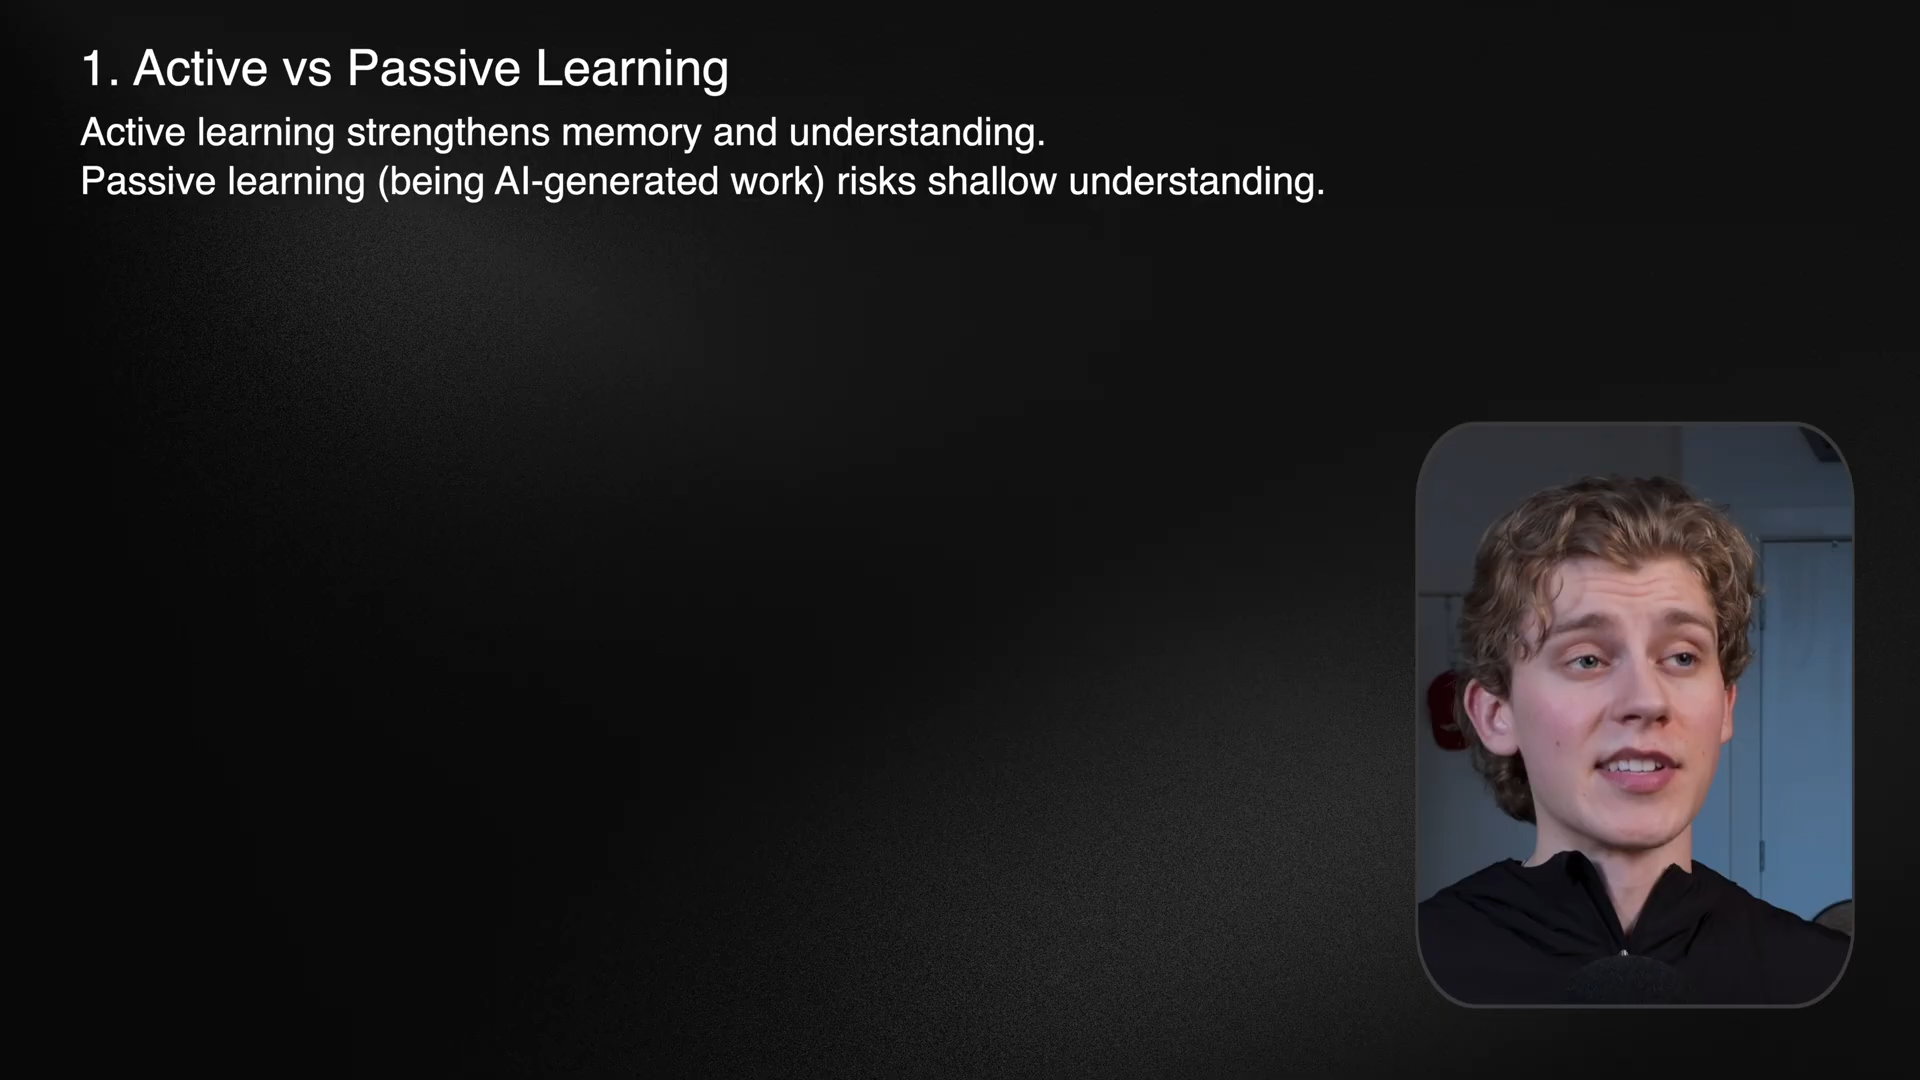 1. Active vs Passive Learning
Active learning strengthens memory and understanding.
Passive learning (being AI-generated work) risks shallow understanding.